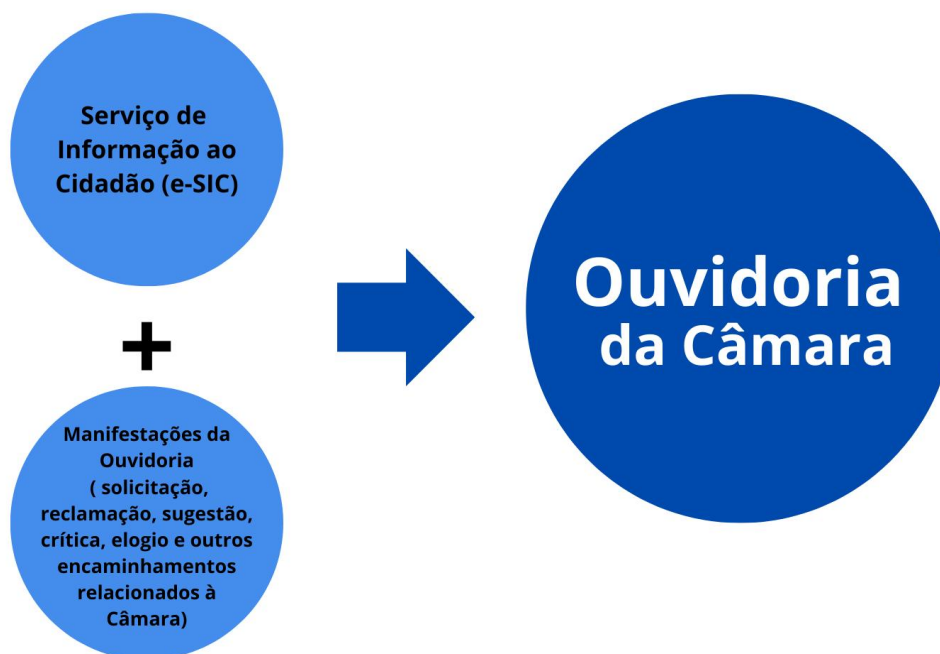 Serviço de
Informação ao
Cidadão (e-SIC)
+
Manifestações da
Ouvidoria
( solicitação,
reclamação, sugestão,
crítica, elogio e outros
encaminhamentos
relacionados à
Câmara)
Ouvidoria
da Câmara